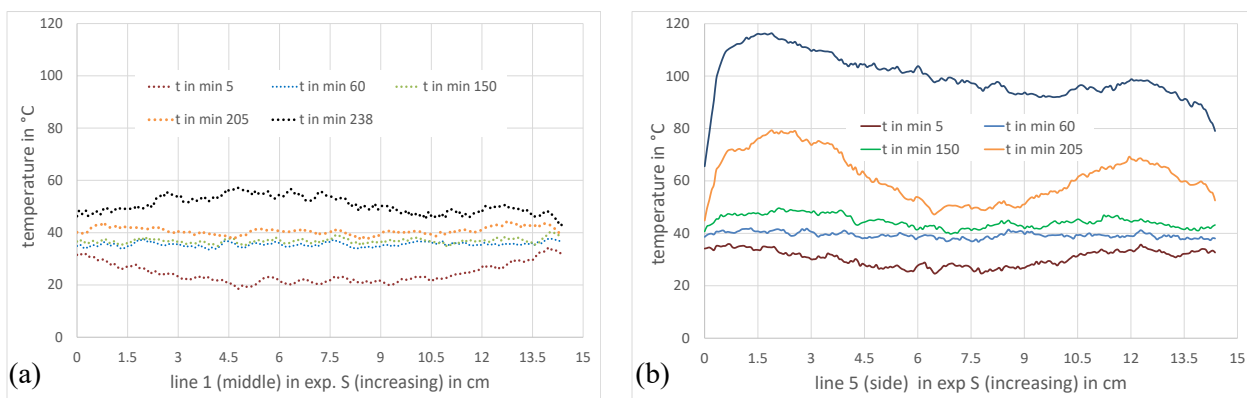 120
100
80
60
40
20
0
temperature in °C
t in min 5
t in min 60
t in min 150
t in min 205
t in min 238
0 1.5 3 4.5 6 7.5 9 10.5 12 13.5 15
line 1 (middle) in exp. S (increasing) in cm
(a)
120
100
80
60
40
20
0
temperature in °C
t in min 5
t in min 60
t in min 150
t in min 205
0 1.5 3 4.5 6 7.5 9 10.5 12 13.5 15
line 5 (side) in exp S (increasing) in cm
(b)